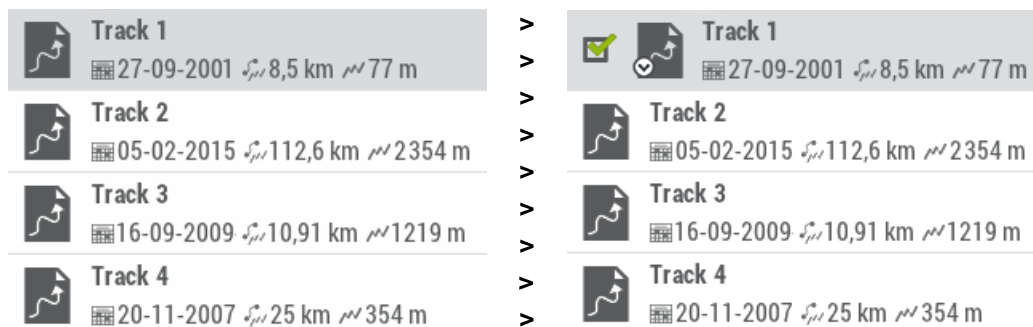 Track 1
27-09-2001 8,5 km 77 m
Track 2
05-02-2015 112,6 km 2354 m
Track 3
16-09-2009 10,91 km 1219 m
Track 4
20-11-2007 25 km 354 m
>
>
>
>
>
>
>
>
>
Track 1
27-09-2001 8,5 km 77 m
Track 2
05-02-2015 112,6 km 2354 m
Track 3
16-09-2009 10,91 km 1219 m
Track 4
20-11-2007 25 km 354 m